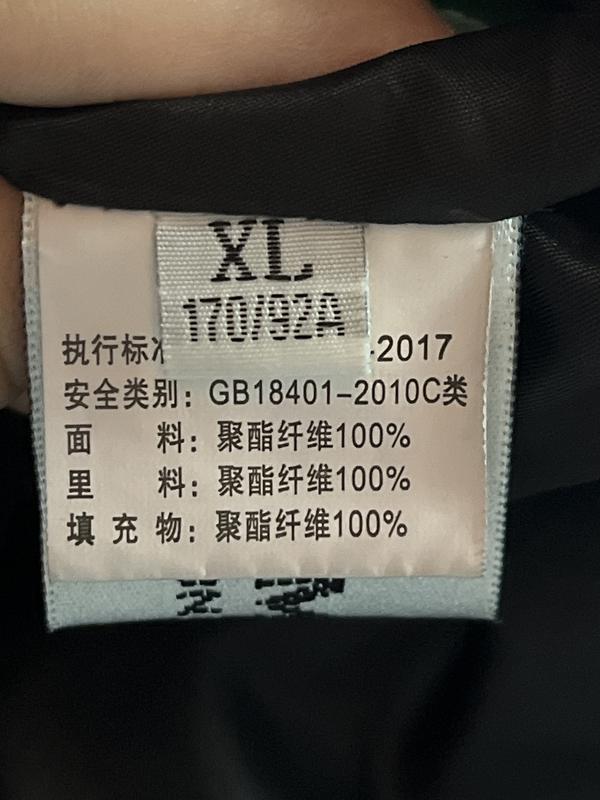 XL
170/92A
执行标准 -2017
安全类别：GB18401-2010C类
面 料：聚酯纤维100%
里 料：聚酯纤维100%
填 充 物：聚酯纤维100%